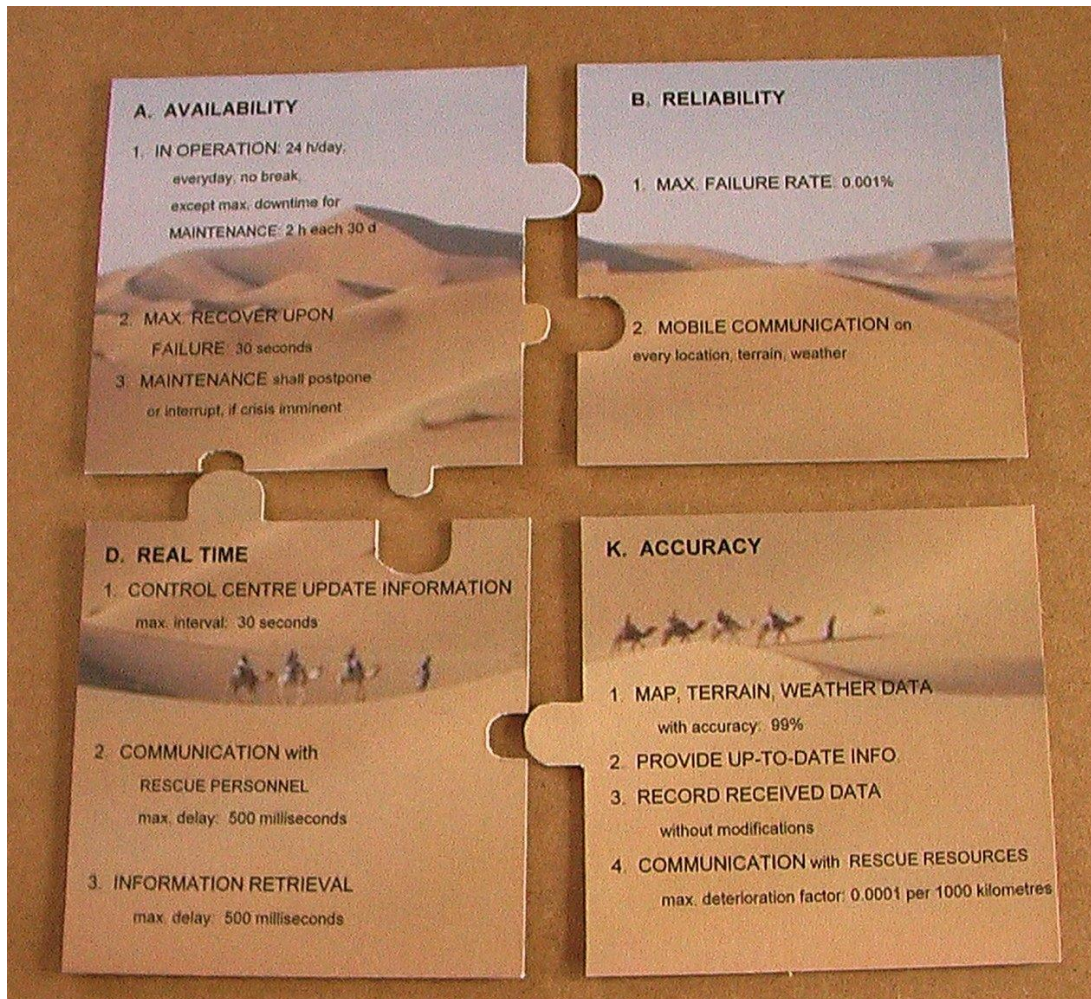 A. AVAILABILITY
1. IN OPERATION: 24 h/day,
everyday, no break,
except max. downtime for
MAINTENANCE: 2 h each 30 d
2. MAX. RECOVER UPON
FAILURE: 30 seconds
3. MAINTENANCE shall postpone
or interrupt, if crisis imminent
B. RELIABILITY
1. MAX. FAILURE RATE: 0.001%
2. MOBILE COMMUNICATION on
every location, terrain, weather
D. REAL TIME
1. CONTROL CENTRE UPDATE INFORMATION
max. interval: 30 seconds
2. COMMUNICATION with
RESCUE PERSONNEL
max. delay: 500 milliseconds
3. INFORMATION RETRIEVAL
max. delay: 500 milliseconds
K. ACCURACY
1. MAP, TERRAIN, WEATHER DATA
with accuracy: 99%
2. PROVIDE UP-TO-DATE INFO.
3. RECORD RECEIVED DATA
without modifications
4. COMMUNICATION with RESCUE RESOURCES
max. deterioration factor: 0.0001 per 1000 kilometres